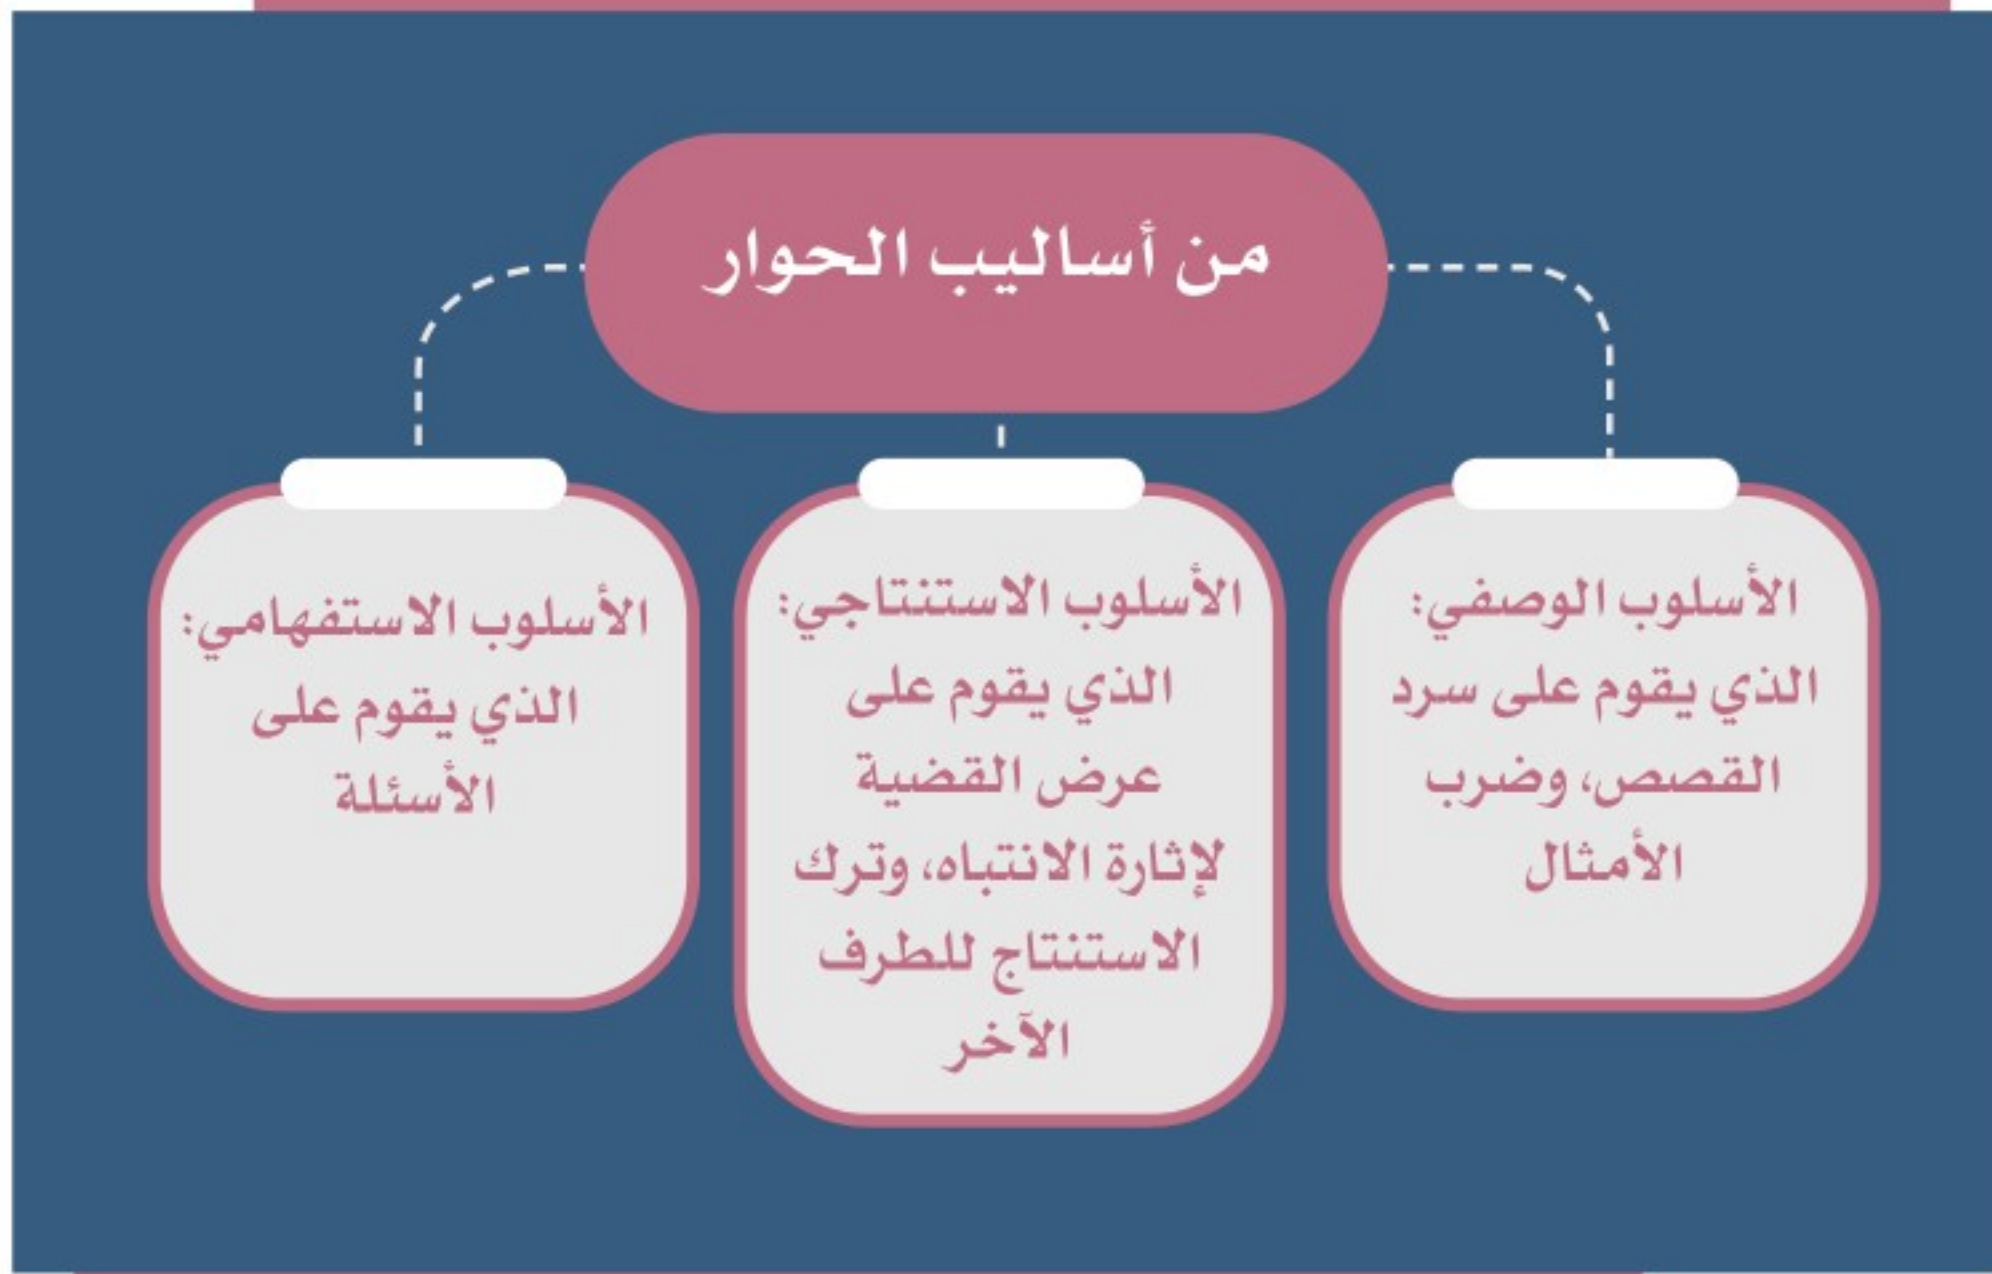 من أساليب الحوار
الأسلوب الوصفي:
الذي يقوم على سرد
القصص، وضرب
الأمثال
الأسلوب الاستنتاجي:
الذي يقوم على
عرض القضية
لإثارة الانتباه، وترك
الاستنتاج للطرف
الآخر
الأسلوب الاستفهامي:
الذي يقوم على
الأسئلة